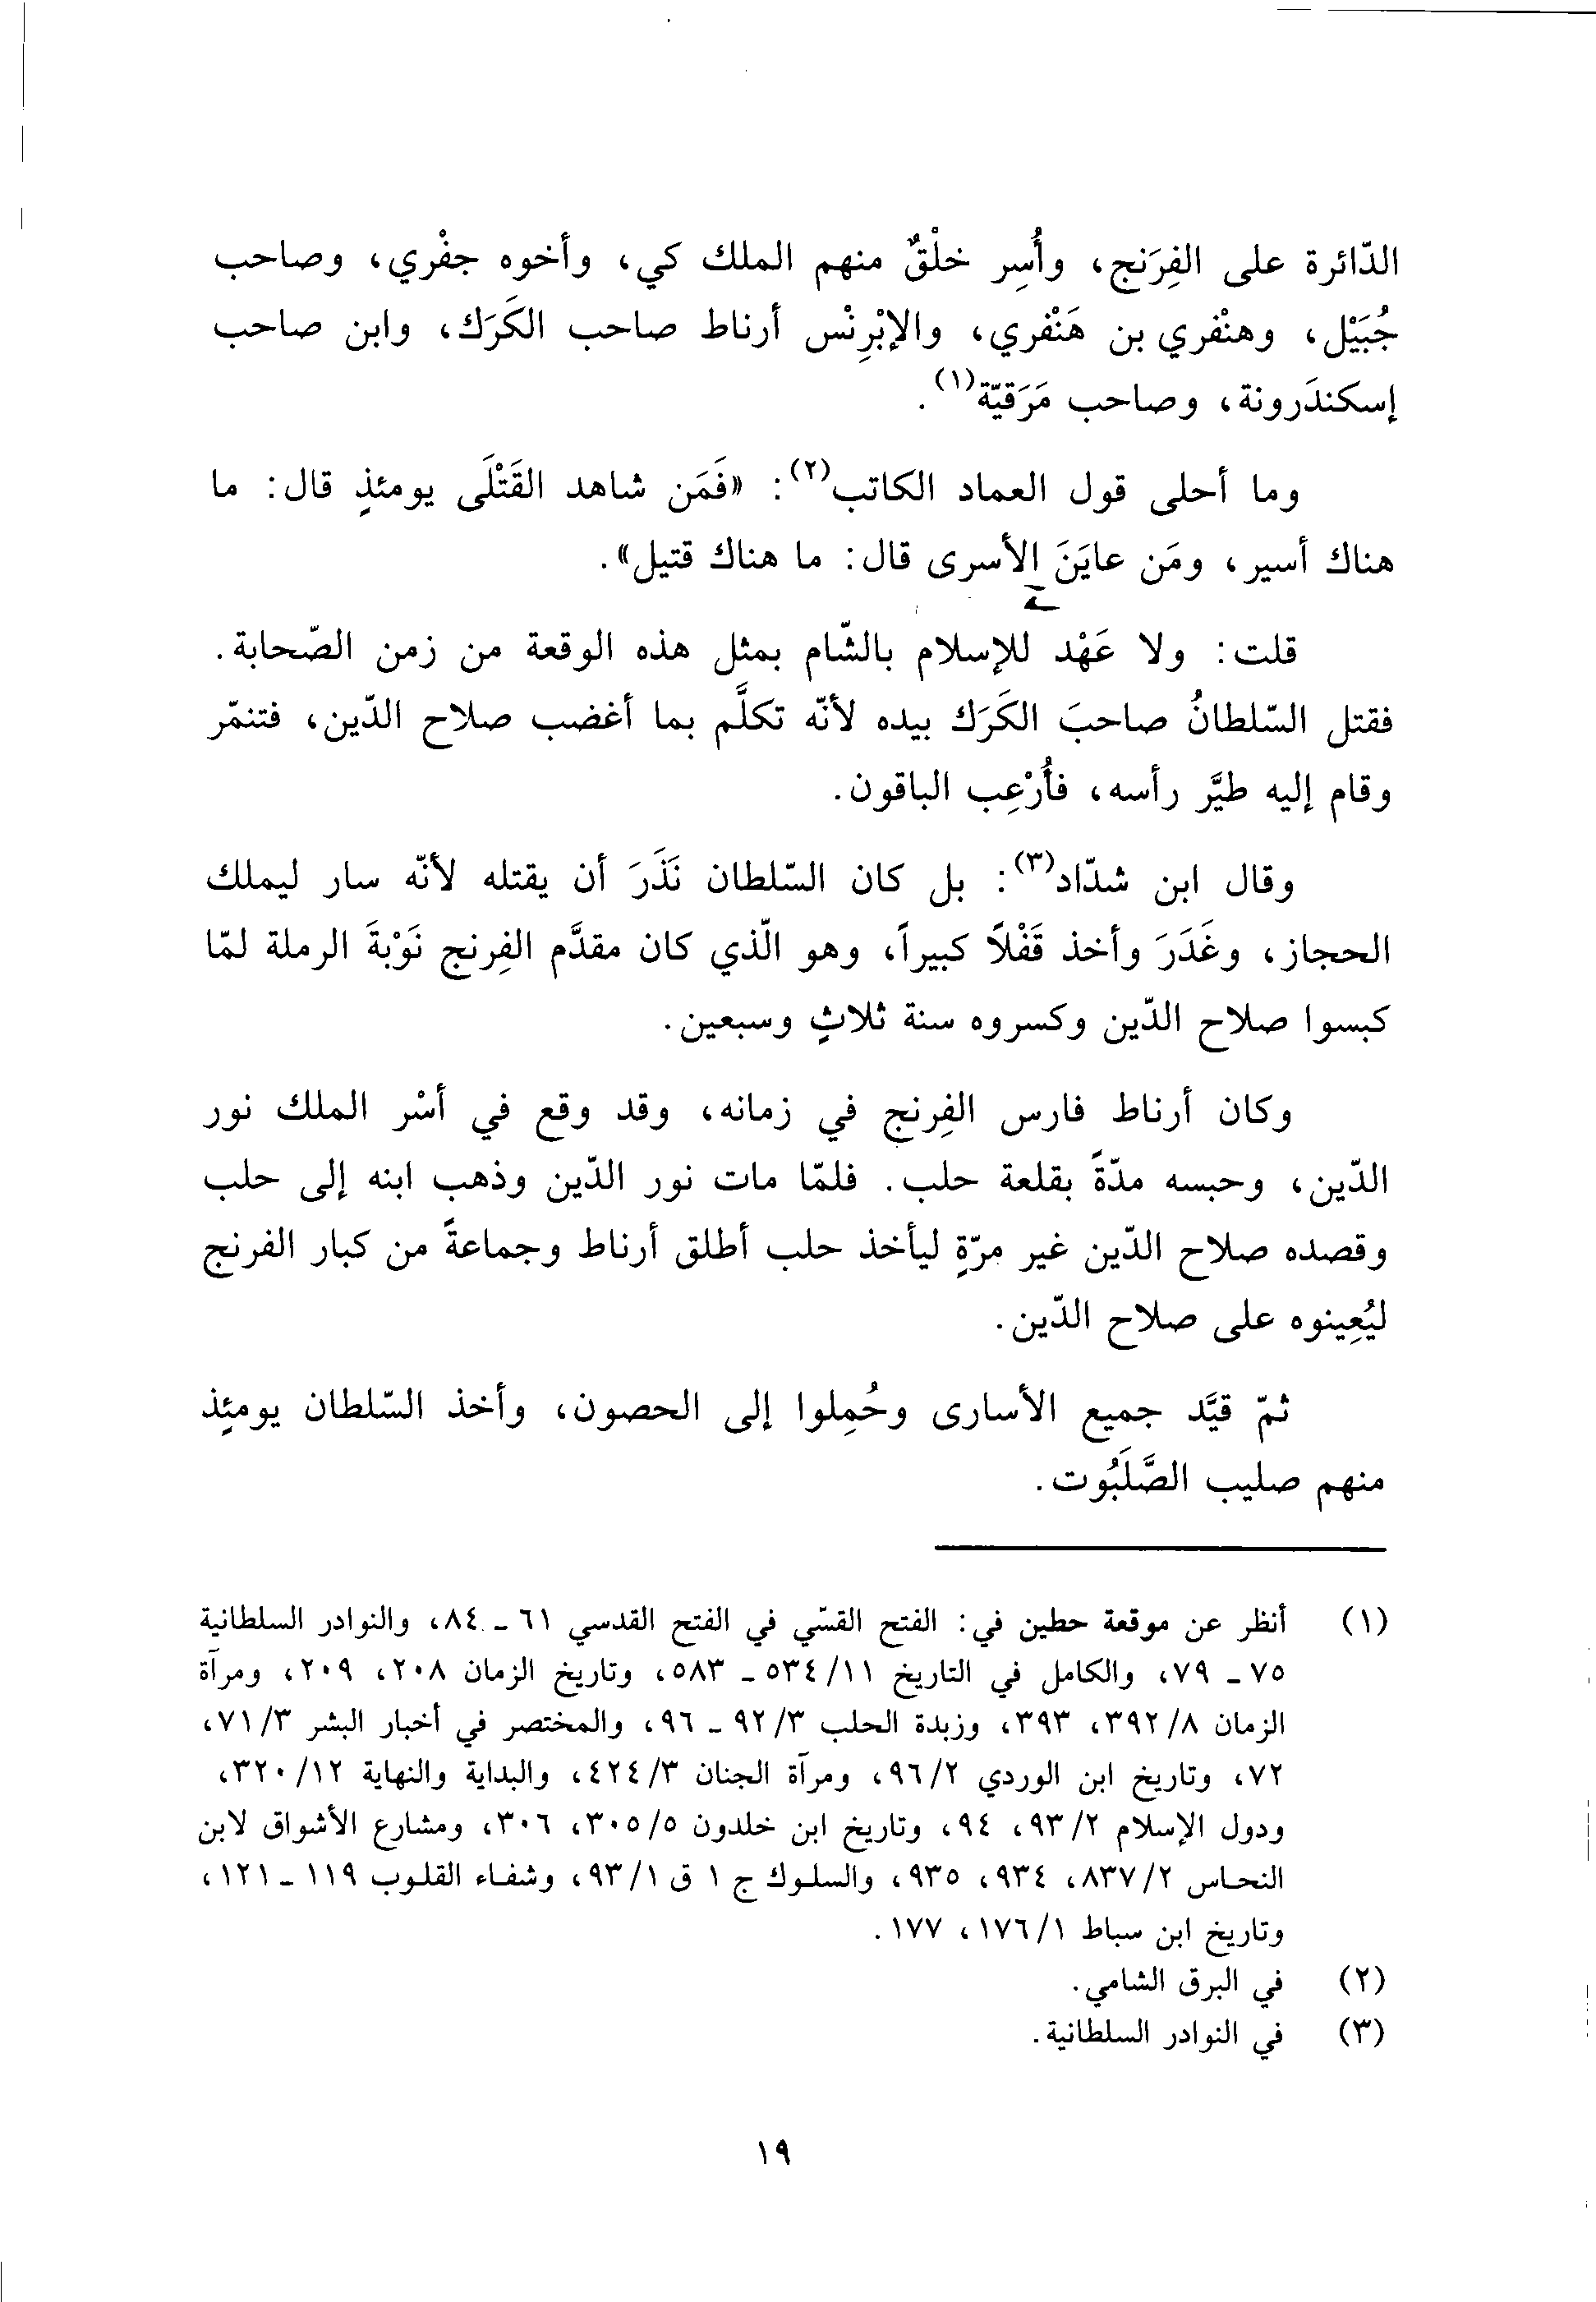 الدّائرة على الفِرَنج، وأُسِر خلْقٌ منهم الملك كي، وأخوه جفْري، وصاحب
جُبَيْل، وهنْفري بن هَنْفري، والإبْرِنْس أرناط صاحب الكَرَك، وابن صاحب
إسكندَرونة، وصاحب مَرَقيّة(١).
وما أحلى قول العماد الكاتب(٢): «فَمَن شاهد القَتْلَى يومئذٍ قال: ما
هناك أسير، ومَن عايَنَ الأسرى قال: ما هناك قتيل».
قلت: ولا عَهْد للإسلام بالشّام بمثل هذه الوقعة من زمن الصّحابة.
فقتل السّلطانُ صاحبَ الكَرَك بيده لأنّه تكلَّم بما أغضب صلاح الدّين، فتنمّر
وقام إليه طيَّر رأسه، فأُرْعِب الباقون.
وقال ابن شدّاد(٣): بل كان السّلطان نَذَرَ أن يقتله لأنّه سار ليملك
الحجاز، وغَدَرَ وأخذ قَفْلاً كبيراً، وهو الّذي كان مقدَّم الفِرنج نَوْبةَ الرملة لمّا
كبسوا صلاح الدّين وكسروه سنة ثلاثٍ وسبعين.
وكان أرناط فارس الفِرنج في زمانه، وقد وقع في أسْر الملك نور
الدّين، وحبسه مدّةً بقلعة حلب. فلمّا مات نور الدّين وذهب ابنه إلى حلب
وقصده صلاح الدّين غير مرّةٍ ليأخذ حلب أطلق أرناط وجماعةً من كبار الفرنج
ليُعِينوه على صلاح الدّين.
ثمّ قيَّد جميع الأسارى وحُمِلوا إلى الحصون، وأخذ السّلطان يومئِذ
منهم صليب الصَّلَبُوت.
(١) أنظر عن موقعة حطين في: الفتح القسّي في الفتح القدسي ٦١ - ٨٤، والنوادر السلطانية
٧٥ - ٧٩، والكامل في التاريخ ١١/ ٥٣٤ - ٥٨٣، وتاريخ الزمان ٢٠٨، ٢٠٩، ومرآة
الزمان ٨/ ٣٩٢، ٣٩٣، وزبدة الحلب ٣/ ٩٢ - ٩٦، والمختصر في أخبار البشر ٣/ ٧١،
٧٢، وتاريخ ابن الوردي ٢/ ٩٦، ومرآة الجنان ٣/ ٤٢٤، والبداية والنهاية ١٢/ ٣٢٠،
ودول الإسلام ٢/ ٩٣، ٩٤، وتاريخ ابن خلدون ٥/ ٣٠٥، ٣٠٦، ومشارع الأشواق لابن
النحاس ٢/ ٨٣٧، ٩٣٤، ٩٣٥، والسلوك ج ١ ق ١/ ٩٣، وشفاء القلوب ١١٩ - ١٢١،
وتاريخ ابن سباط ١/ ١٧٦، ١٧٧.
(٢) في البرق الشامي.
(٣) في النوادر السلطانية.
١٩